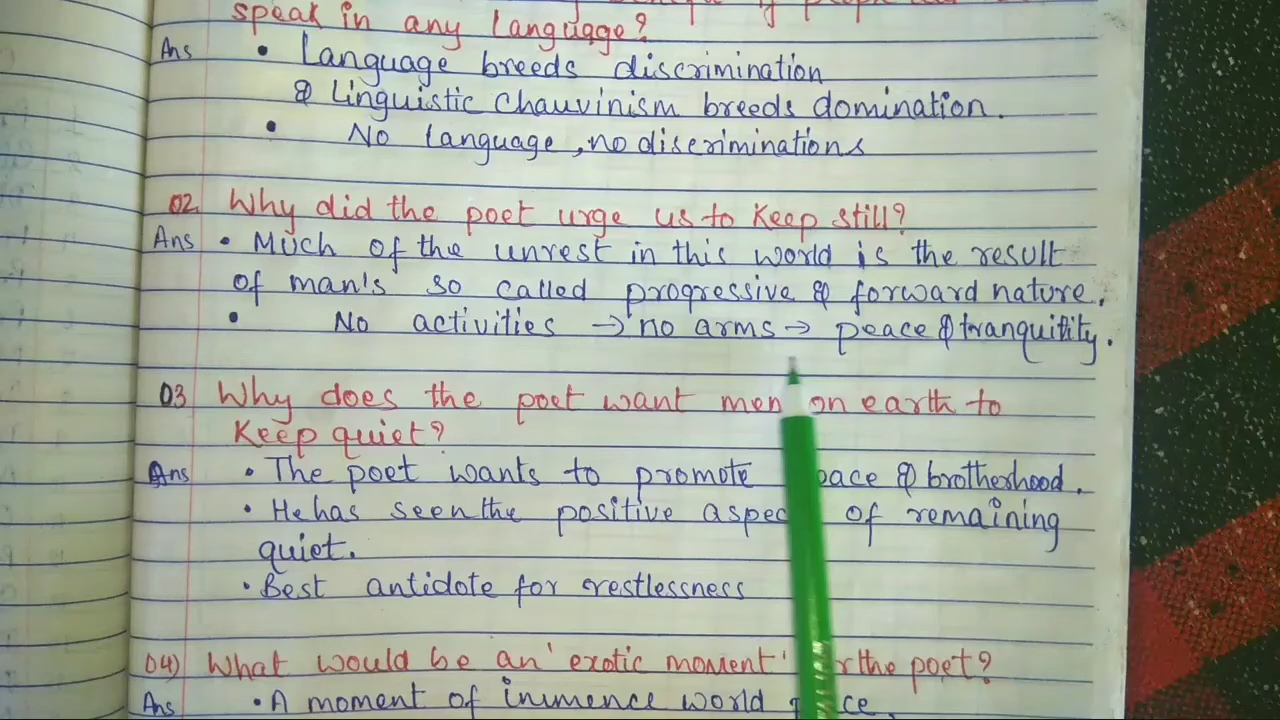 speak in any language?
Ans • Language breeds discrimination
& Linguistic Chauvinism breeds domination.
• No language, no discriminations
02 Why did the poet urge us to keep still?
Ans • Much of the unrest in this world is the result
of man's so called progressive & forward nature.
• No activities → no arms → peace & tranquility.
03 Why does the poet want men on earth to
Keep quiet?
Ans • The poet wants to promote & brotherhood.
• He has seen the positive of remaining
quiet.
• Best antidote for restlessness
04) What would be an 'exotic moment' the poet?
Ans • A moment of inmence world